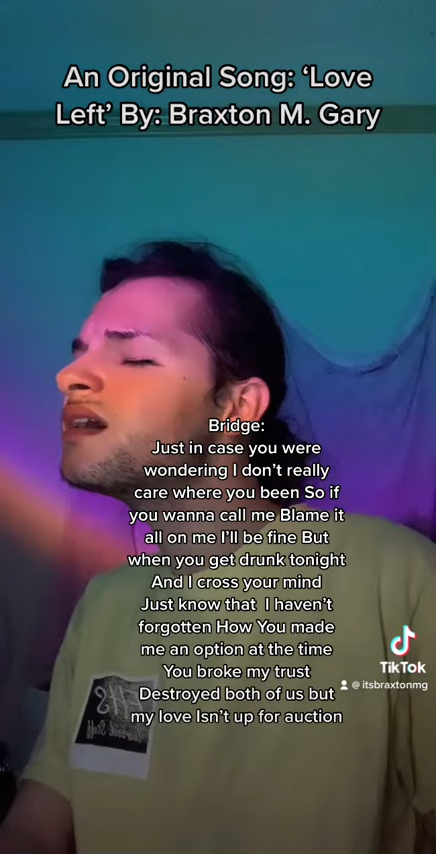 An Original Song: ‘Love
Left’ By: Braxton M. Gary
Bridge:
Just in case you were
wondering I don’t really
care where you been So if
you wanna call me Blame it
all on me I’ll be fine But
when you get drunk tonight
And I cross your mind
Just know that  I haven’t
forgotten How You made
me an option at the time
You broke my trust
Destroyed both of us but
my love Isn’t up for auction
TikTok
@ itsbraxtonmg